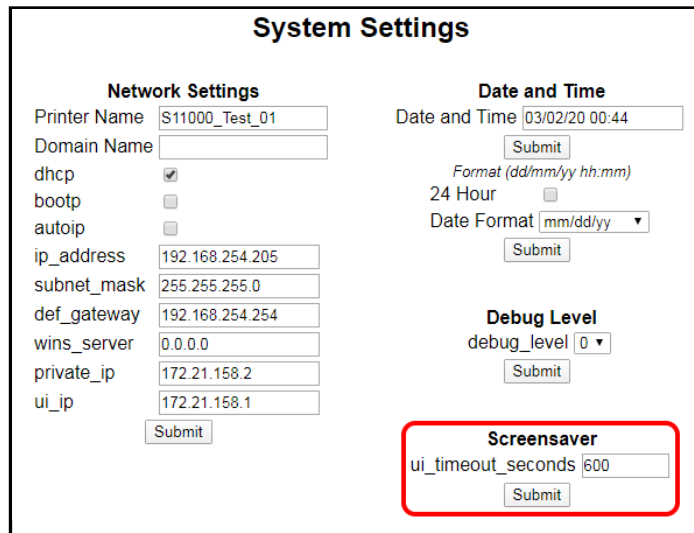 System Settings
Network Settings
Printer Name S11000_Test_01
Domain Name
dhcp
bootp
autoip
ip_address 192.168.254.205
subnet_mask 255.255.255.0
def_gateway 192.168.254.254
wins_server 0.0.0.0
private_ip 172.21.158.2
ui_ip 172.21.158.1
Submit
Date and Time
Date and Time 03/02/20 00:44
Submit
Format (dd/mm/yy hh:mm)
24 Hour
Date Format mm/dd/yy
Submit
Debug Level
debug_level 0
Submit
Screensaver
ui_timeout_seconds 600
Submit